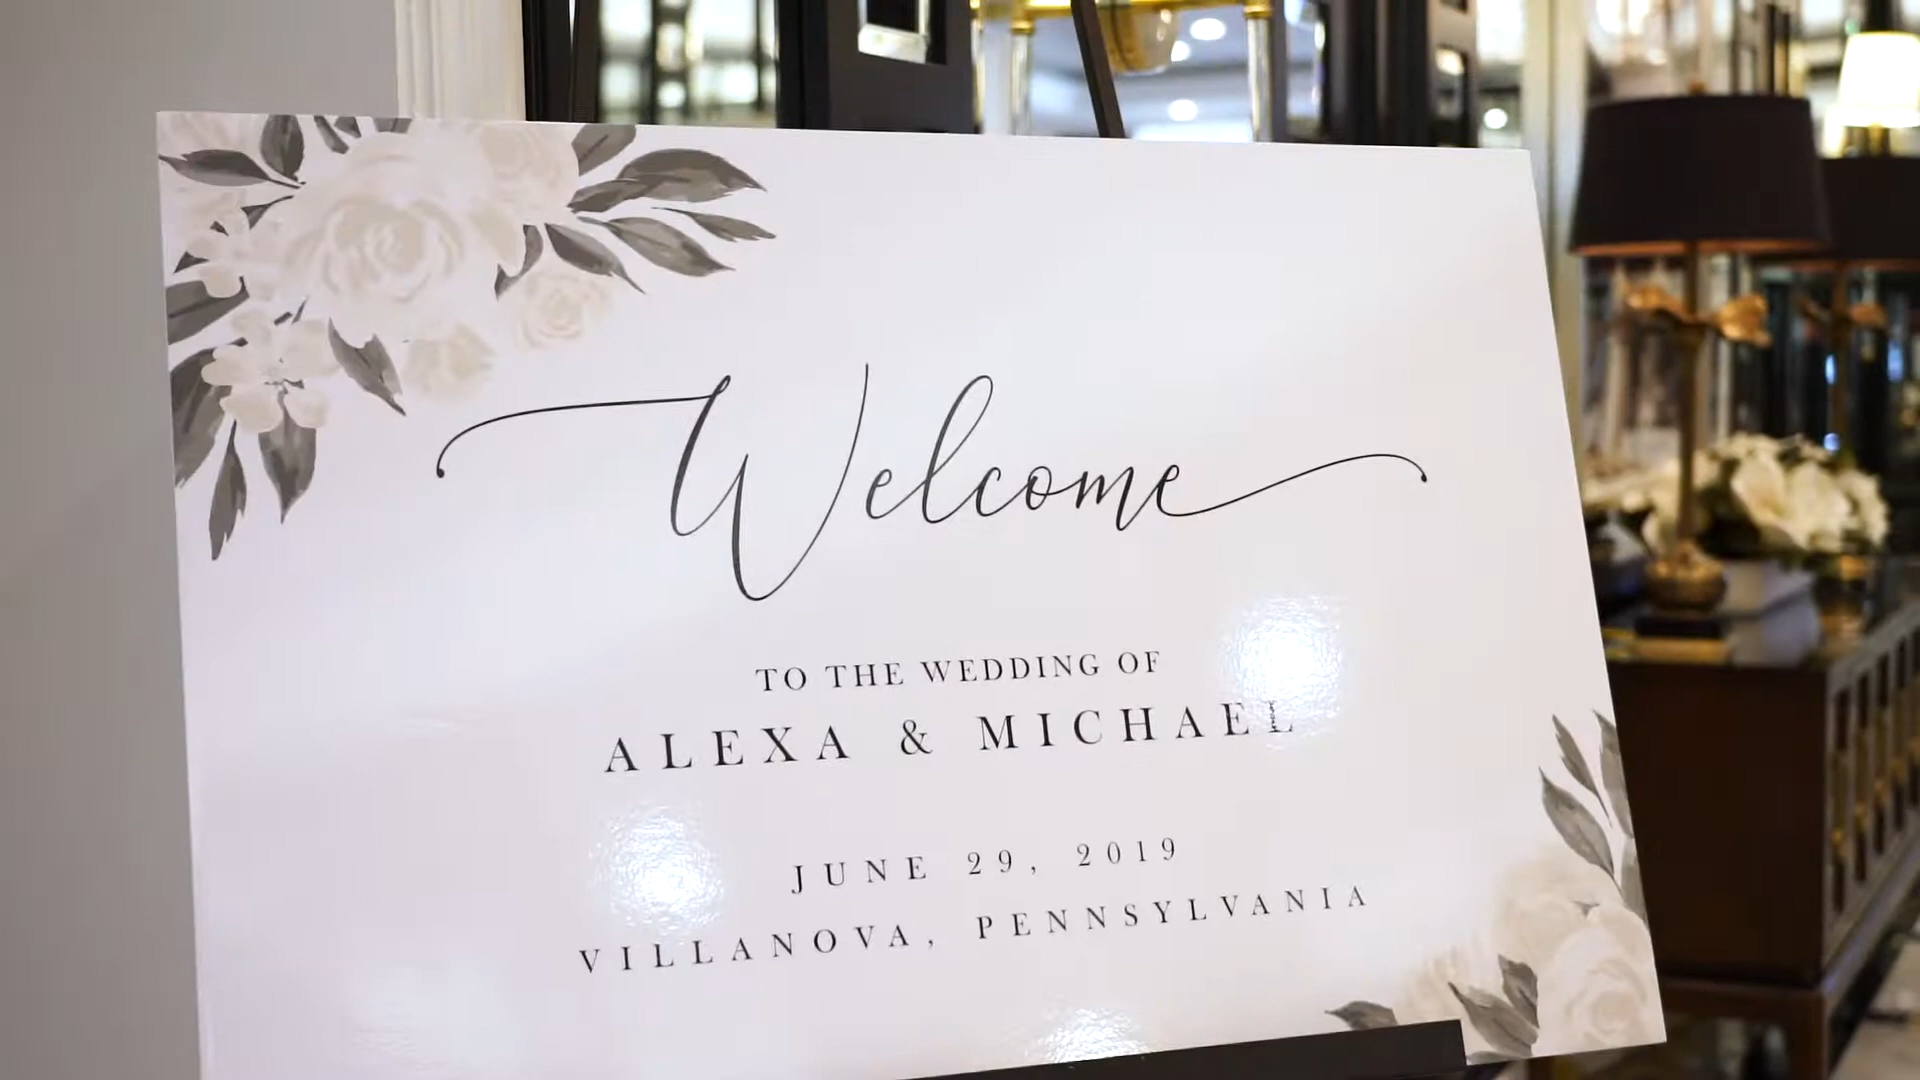 Welcome
TO THE WEDDING OF
ALEXA & MICHAEL
JUNE 29, 2019
VILLANOVA, PENNSYLVANIA